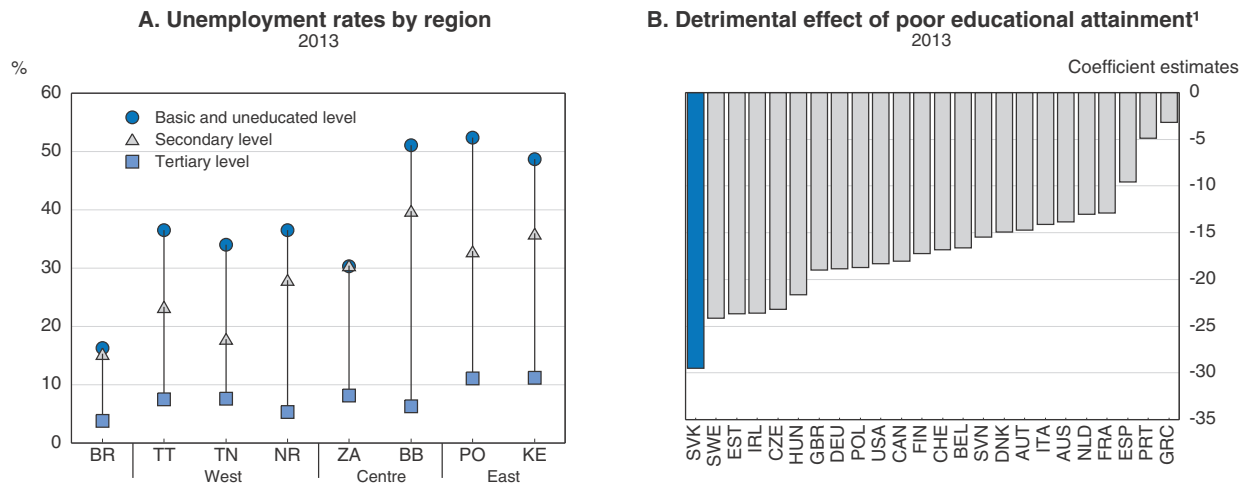 A. Unemployment rates by region
2013
%
60
50
40
30
20
10
0
Basic and uneducated level
Secondary level
Tertiary level
BR TT TN NR ZA BB PO KE
West Centre East
B. Detrimental effect of poor educational attainment¹
2013
Coefficient estimates
0
-5
-10
-15
-20
-25
-30
-35
SVK SWE EST IRL CZE HUN GBR DEU POL USA CAN FIN CHE BEL SVN DNK AUT ITA AUS NLD FRA ESP PRT GRC